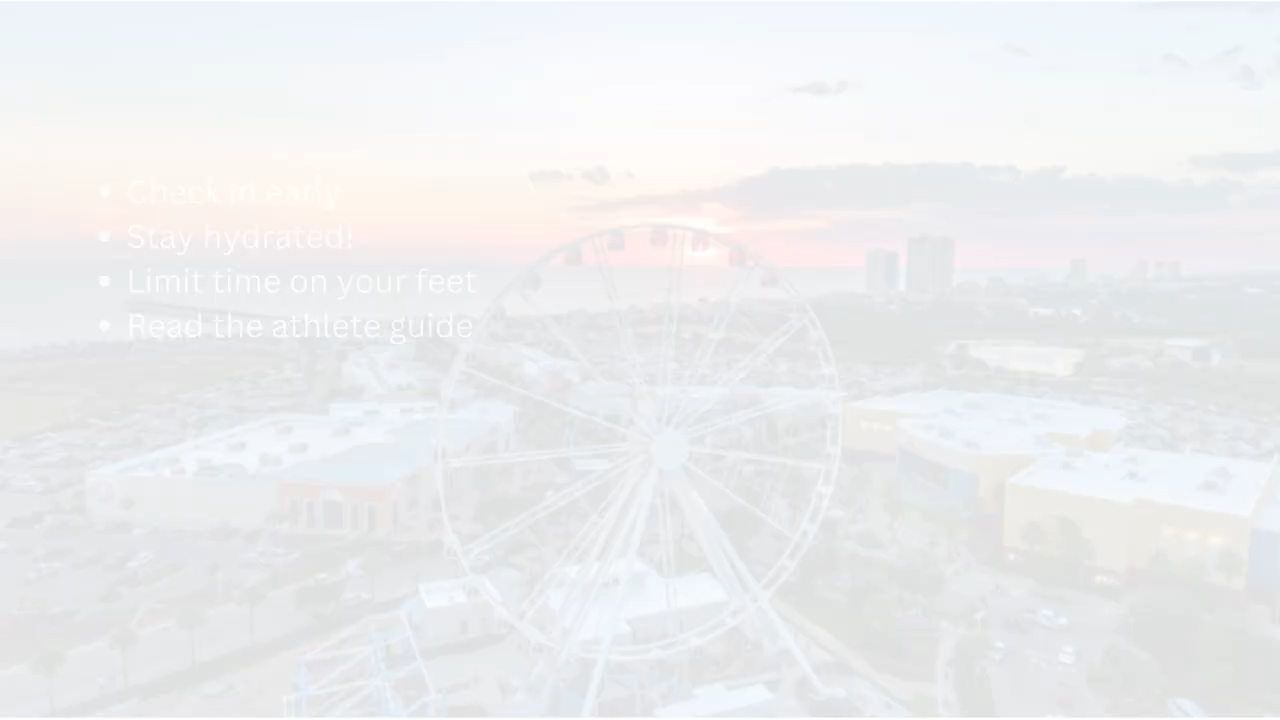 • Check in early
• Stay hydrated!
• Limit time on your feet
• Read the athlete guide